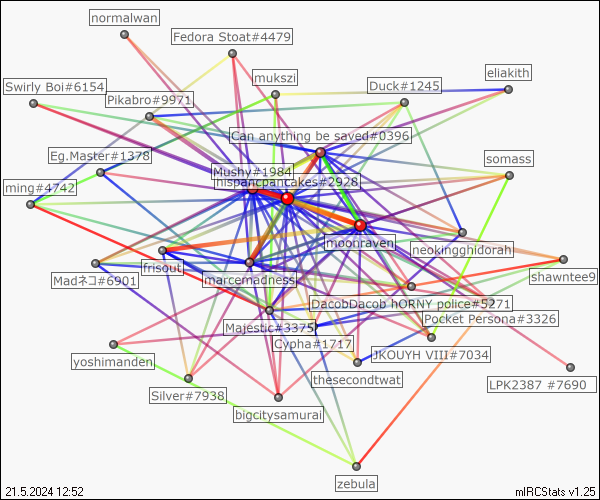 normalwan
Fedora Stoat#4479
mukszi
eliakith
Swirly Boi#6154
Pikabro#9971
Duck#1245
Can anything be saved#0396
Eg.Master#1378
Mushy#1984
somass
ming#4742
hispancpancakes#2928
moonraven
neokingghidorah
Madネコ#6901
frisout
marcemadness
shawntee9
DacobDacob hORNY police#5271
Pocket Persona#3326
Majestic#3375
Cypha#1717
JKOUYH VIII#7034
yoshimanden
thesecondtwat
LPK2387 #7690
Silver#7938
bigcitysamurai
zebula
21.5.2024 12:52
mIRCStats v1.25